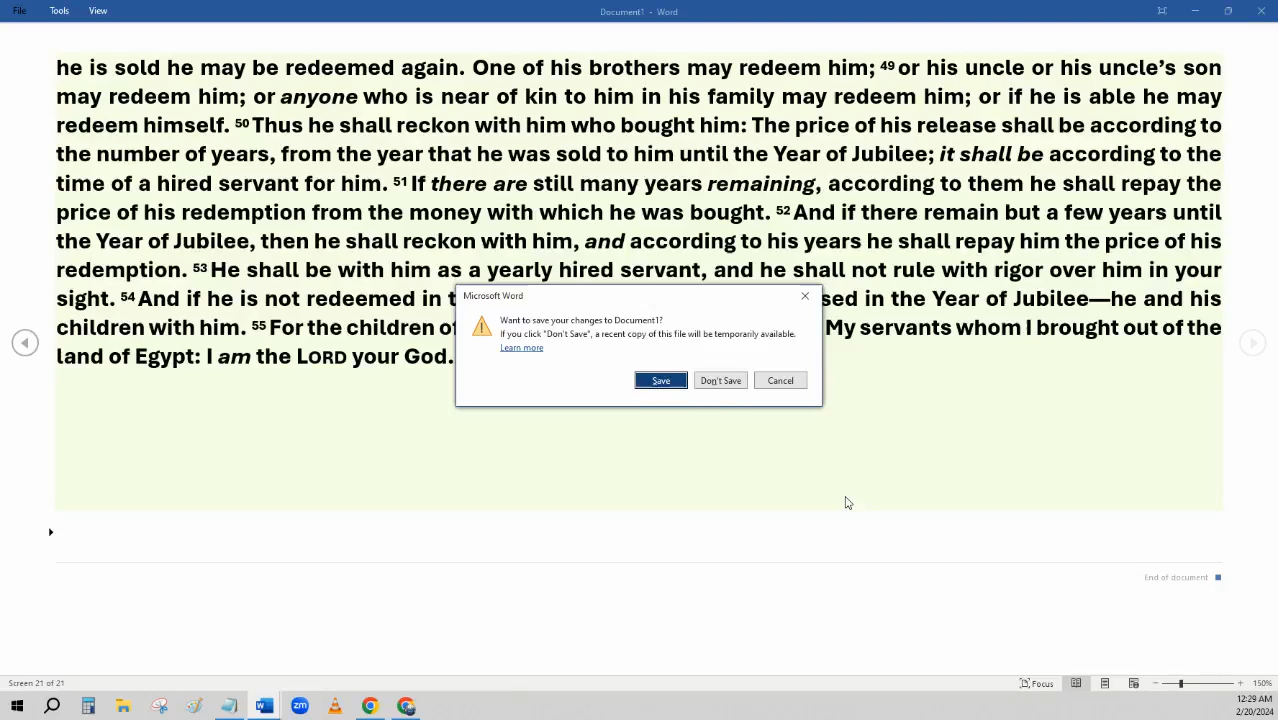 File Tools View Document1 - Word
he is sold he may be redeemed again. One of his brothers may redeem him; 49 or his uncle or his uncle’s son
may redeem him; or anyone who is near of kin to him in his family may redeem him; or if he is able he may
redeem himself. 50 Thus he shall reckon with him who bought him: The price of his release shall be according to
the number of years, from the year that he was sold to him until the Year of Jubilee; it shall be according to the
time of a hired servant for him. 51 If there are still many years remaining, according to them he shall repay the
price of his redemption from the money with which he was bought. 52 And if there remain but a few years until
the Year of Jubilee, then he shall reckon with him, and according to his years he shall repay him the price of his
redemption. 53 He shall be with him as a yearly hired servant, and he shall not rule with rigor over him in your
sight. 54 And if he is not redeemed in t sed in the Year of Jubilee—he and his
children with him. 55 For the children of My servants whom I brought out of the
land of Egypt: I am the LORD your God.
Microsoft Word
Want to save your changes to Document1?
If you click "Don't Save", a recent copy of this file will be temporarily available.
Learn more
Save Don't Save Cancel
End of document
Screen 21 of 21 Focus 150%
W zm
12:29 AM
2/20/2024